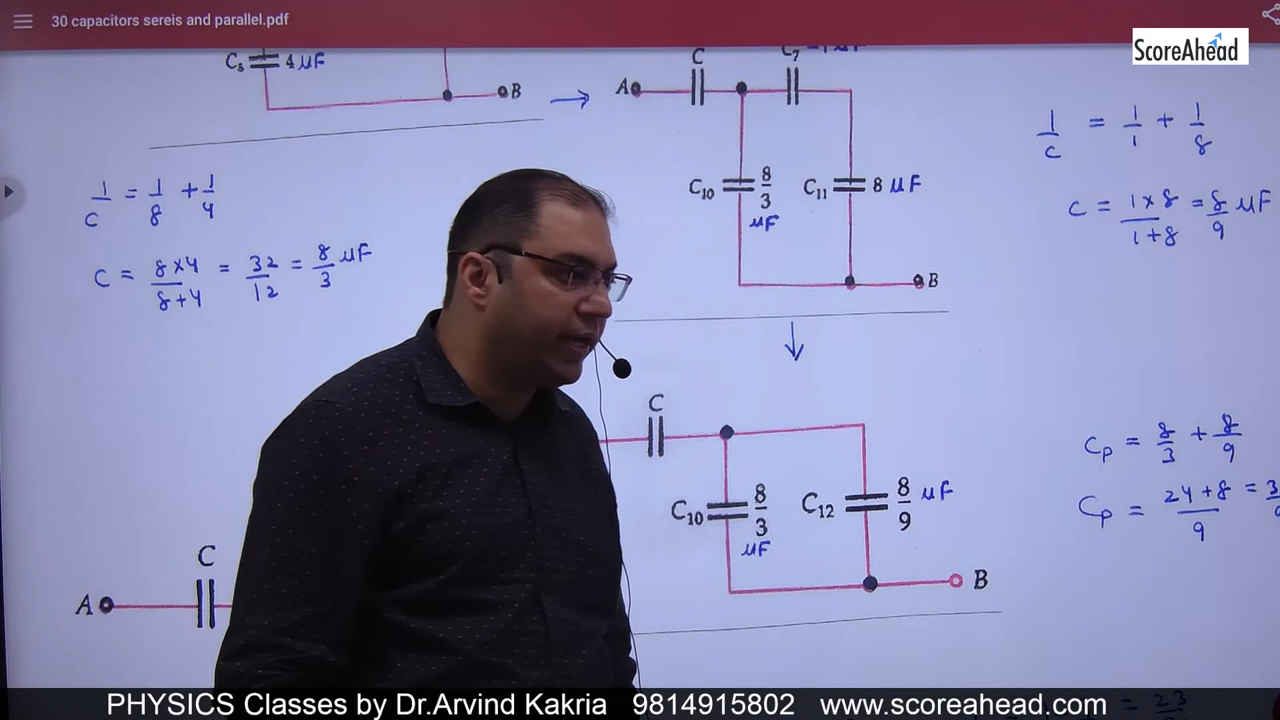 30 capacitors sereis and parallel.pdf
ScoreAhead
C₅ 4 μF
B
A
C
C₇
C₁₀ 8/3 μF
C₁₁ 8 μF
B
1/C = 1/8 + 1/4
C = 8×4/8+4 = 32/12 = 8/3 μF
1/C = 1/1 + 1/8
C = 1×8/1+8 = 8/9 μF
C
C₁₀ 8/3 μF
C₁₂ 8/9 μF
B
Cₚ = 8/3 + 8/9
Cₚ = 24+8/9 =
A
C
PHYSICS Classes by Dr.Arvind Kakria 9814915802 www.scoreahead.com